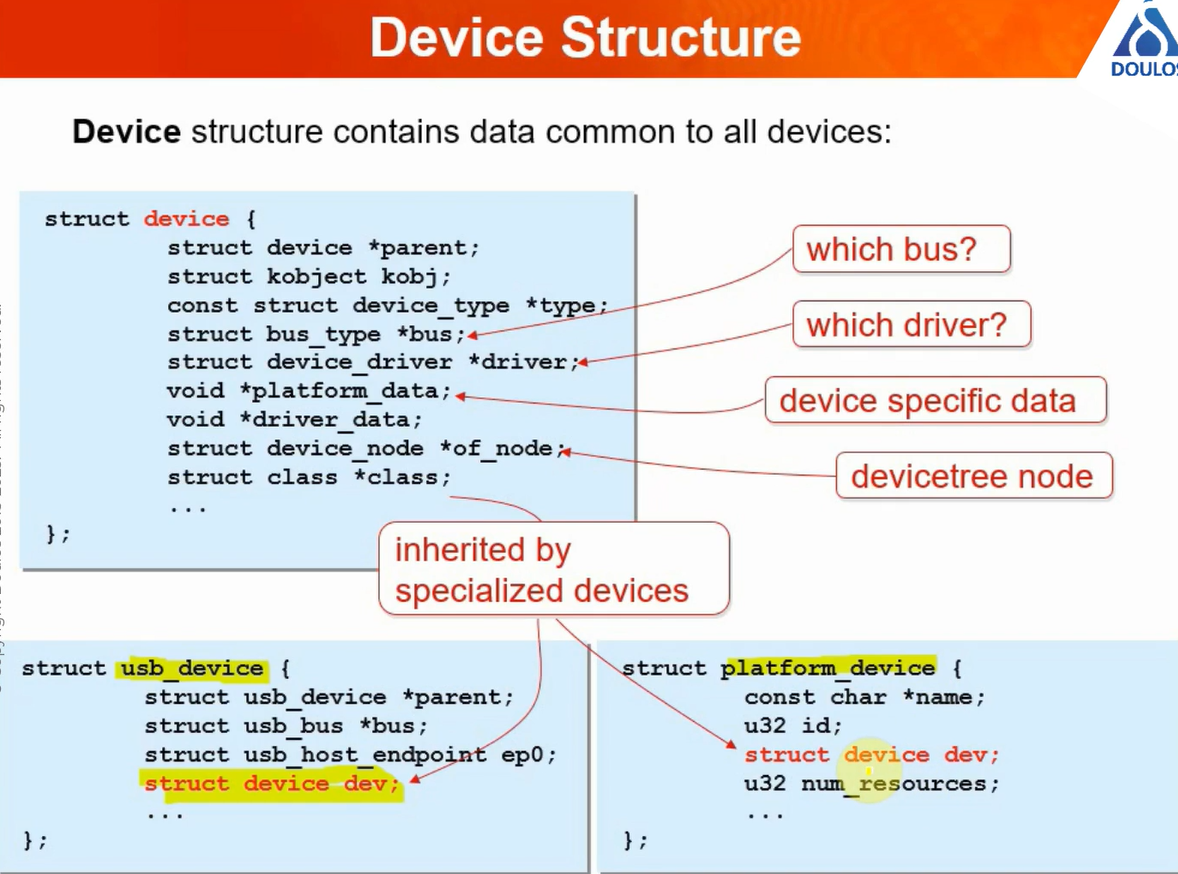 Device Structure
DOULOS
Device structure contains data common to all devices:
struct device {
struct device *parent;
struct kobject kobj;
const struct device_type *type;
struct bus_type *bus;
struct device_driver *driver;
void *platform_data;
void *driver_data;
struct device_node *of_node;
struct class *class;
...
};
which bus?
which driver?
device specific data
devicetree node
inherited by
specialized devices
struct usb_device {
struct usb_device *parent;
struct usb_bus *bus;
struct usb_host_endpoint ep0;
struct device dev;
...
};
struct platform_device {
const char *name;
u32 id;
struct device dev;
u32 num_resources;
...
};